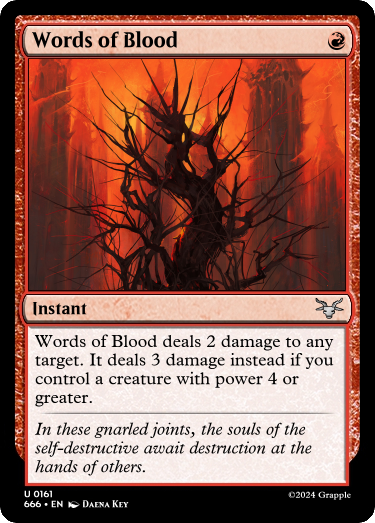 Words of Blood
Instant
Words of Blood deals 2 damage to any
target. It deals 3 damage instead if you
control a creature with power 4 or
greater.
In these gnarled joints, the souls of the
self-destructive await destruction at the
hands of others.
U 0161
666 • EN Daena Key
©2024 Grapple